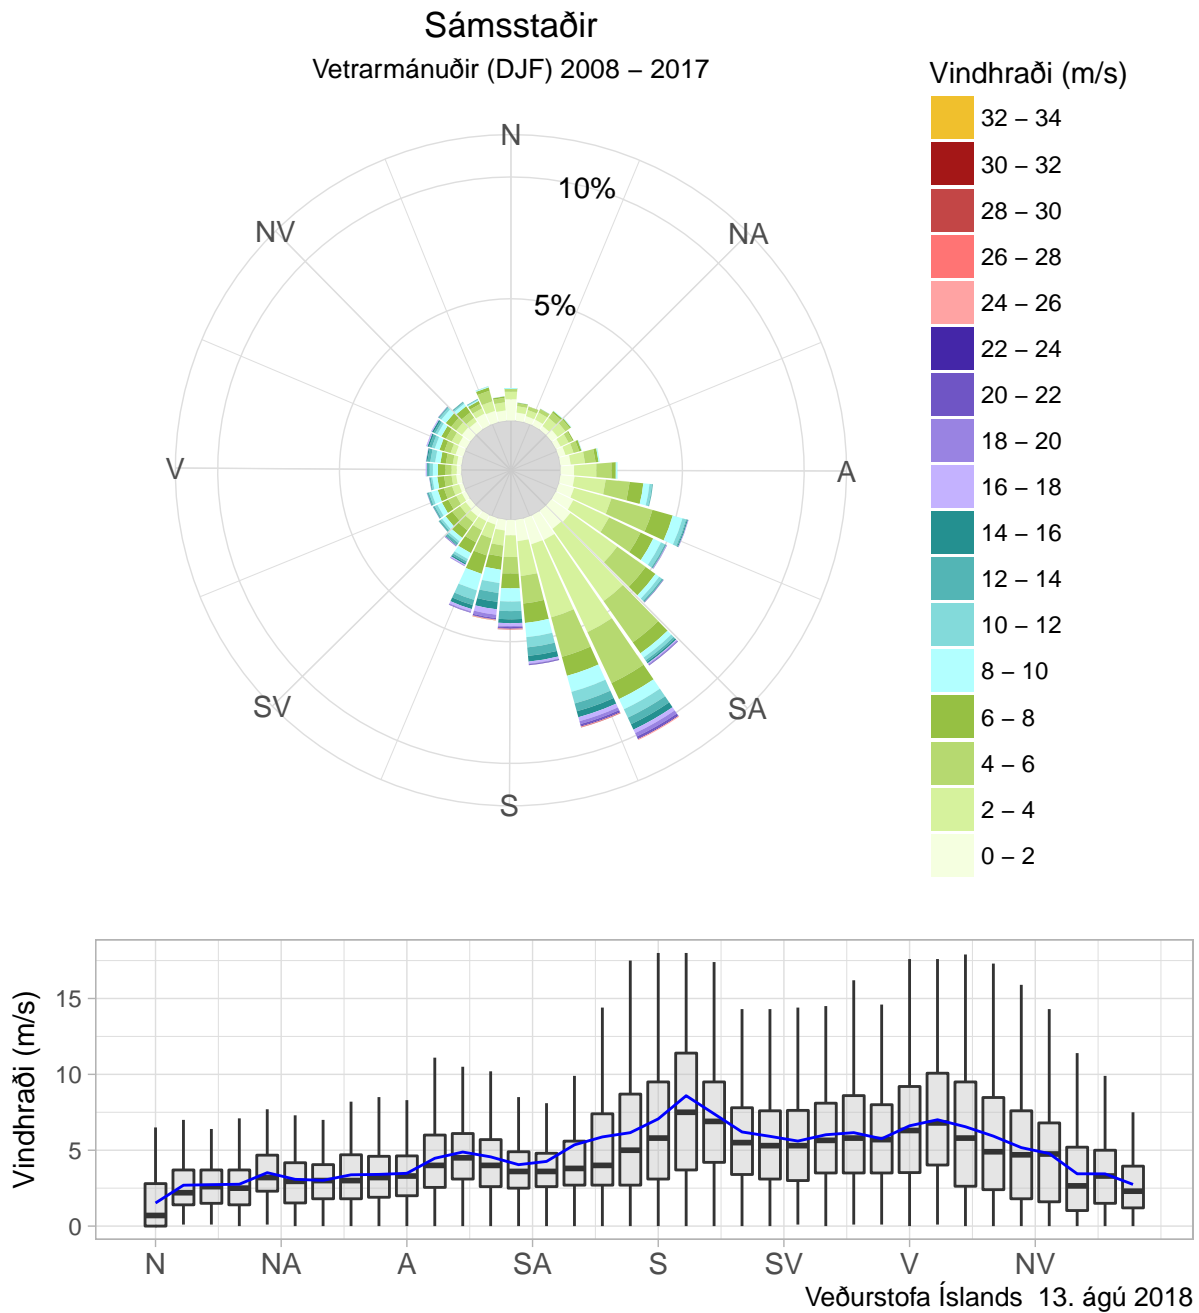 Sámsstaðir
Vetrarmánuðir (DJF) 2008 – 2017
Vindhraði (m/s)
32 – 34
30 – 32
28 – 30
26 – 28
24 – 26
22 – 24
20 – 22
18 – 20
16 – 18
14 – 16
12 – 14
10 – 12
8 – 10
6 – 8
4 – 6
2 – 4
0 – 2
N
10%
NV
NA
5%
V
A
SV
SA
S
Vindhraði (m/s)
15
10
5
0
N NA A SA S SV V NV
Veðurstofa Íslands 13. ágú 2018